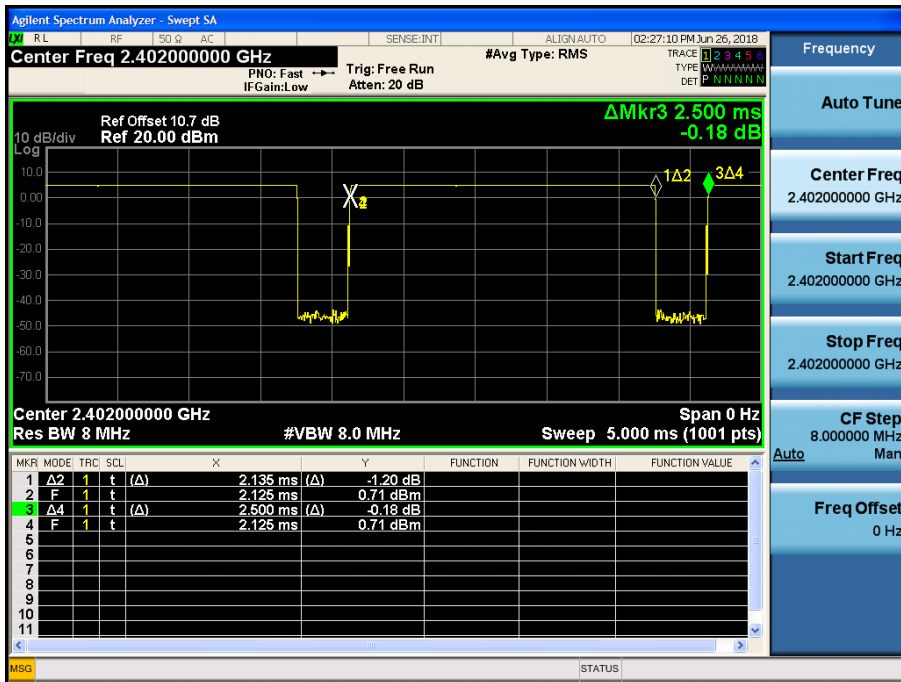 Agilent Spectrum Analyzer - Swept SA
LXI RL RF 50 Ω AC SENSE:INT ALIGN AUTO 02:27:10 PM Jun 26, 2018
Center Freq 2.402000000 GHz #Avg Type: RMS TRACE 1 2 3 4 5 6
PNO: Fast Trig: Free Run TYPE
IFGain:Low Atten: 20 dB DET P N N N N N
Frequency
ΔMkr3 2.500 ms
-0.18 dB
Ref Offset 10.7 dB
10 dB/div Ref 20.00 dBm
Log
10.0
0.00
-10.0
-20.0
-30.0
-40.0
-50.0
-60.0
-70.0
1Δ2
3Δ4
Center 2.402000000 GHz Span 0 Hz
Res BW 8 MHz #VBW 8.0 MHz Sweep 5.000 ms (1001 pts)
MKR MODE TRC SCL X Y FUNCTION FUNCTION WIDTH FUNCTION VALUE
1 Δ2 1 t (Δ) 2.135 ms (Δ) -1.20 dB
2 F 1 t 2.125 ms 0.71 dBm
3 Δ4 1 t (Δ) 2.500 ms (Δ) -0.18 dB
4 F 1 t 2.125 ms 0.71 dBm
5
6
7
8
9
10
11
Auto Tune
Center Freq
2.402000000 GHz
Start Freq
2.402000000 GHz
Stop Freq
2.402000000 GHz
CF Step
8.000000 MHz
Auto Man
Freq Offset
0 Hz
MSG STATUS